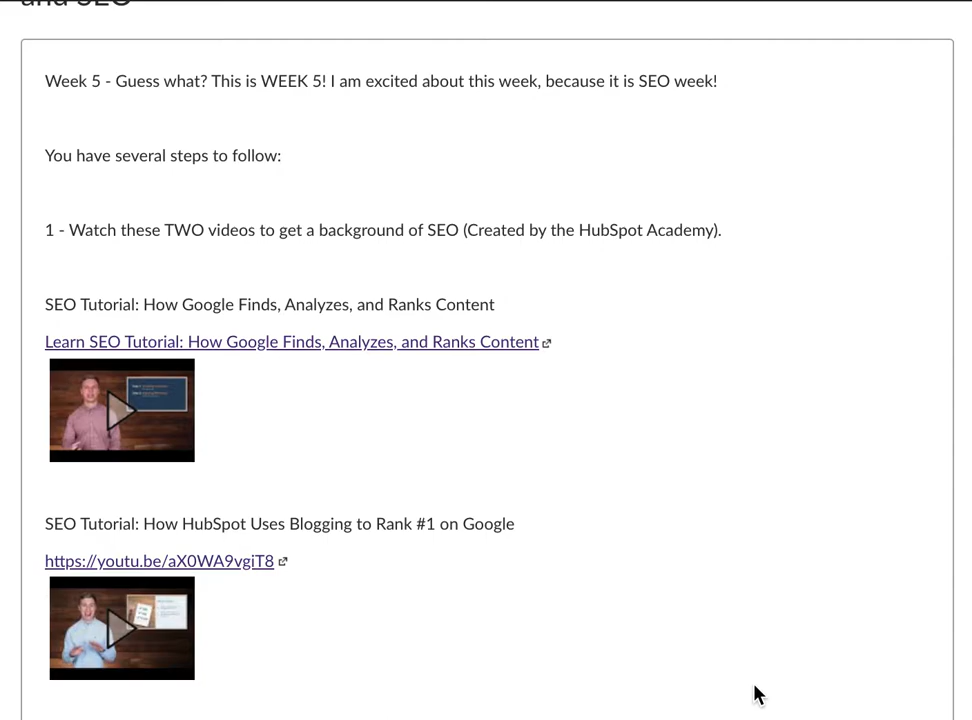 and SEO
Week 5 - Guess what? This is WEEK 5! I am excited about this week, because it is SEO week!
You have several steps to follow:
1 - Watch these TWO videos to get a background of SEO (Created by the HubSpot Academy).
SEO Tutorial: How Google Finds, Analyzes, and Ranks Content
Learn SEO Tutorial: How Google Finds, Analyzes, and Ranks Content
SEO Tutorial: How HubSpot Uses Blogging to Rank #1 on Google
https://youtu.be/aX0WA9vgiT8